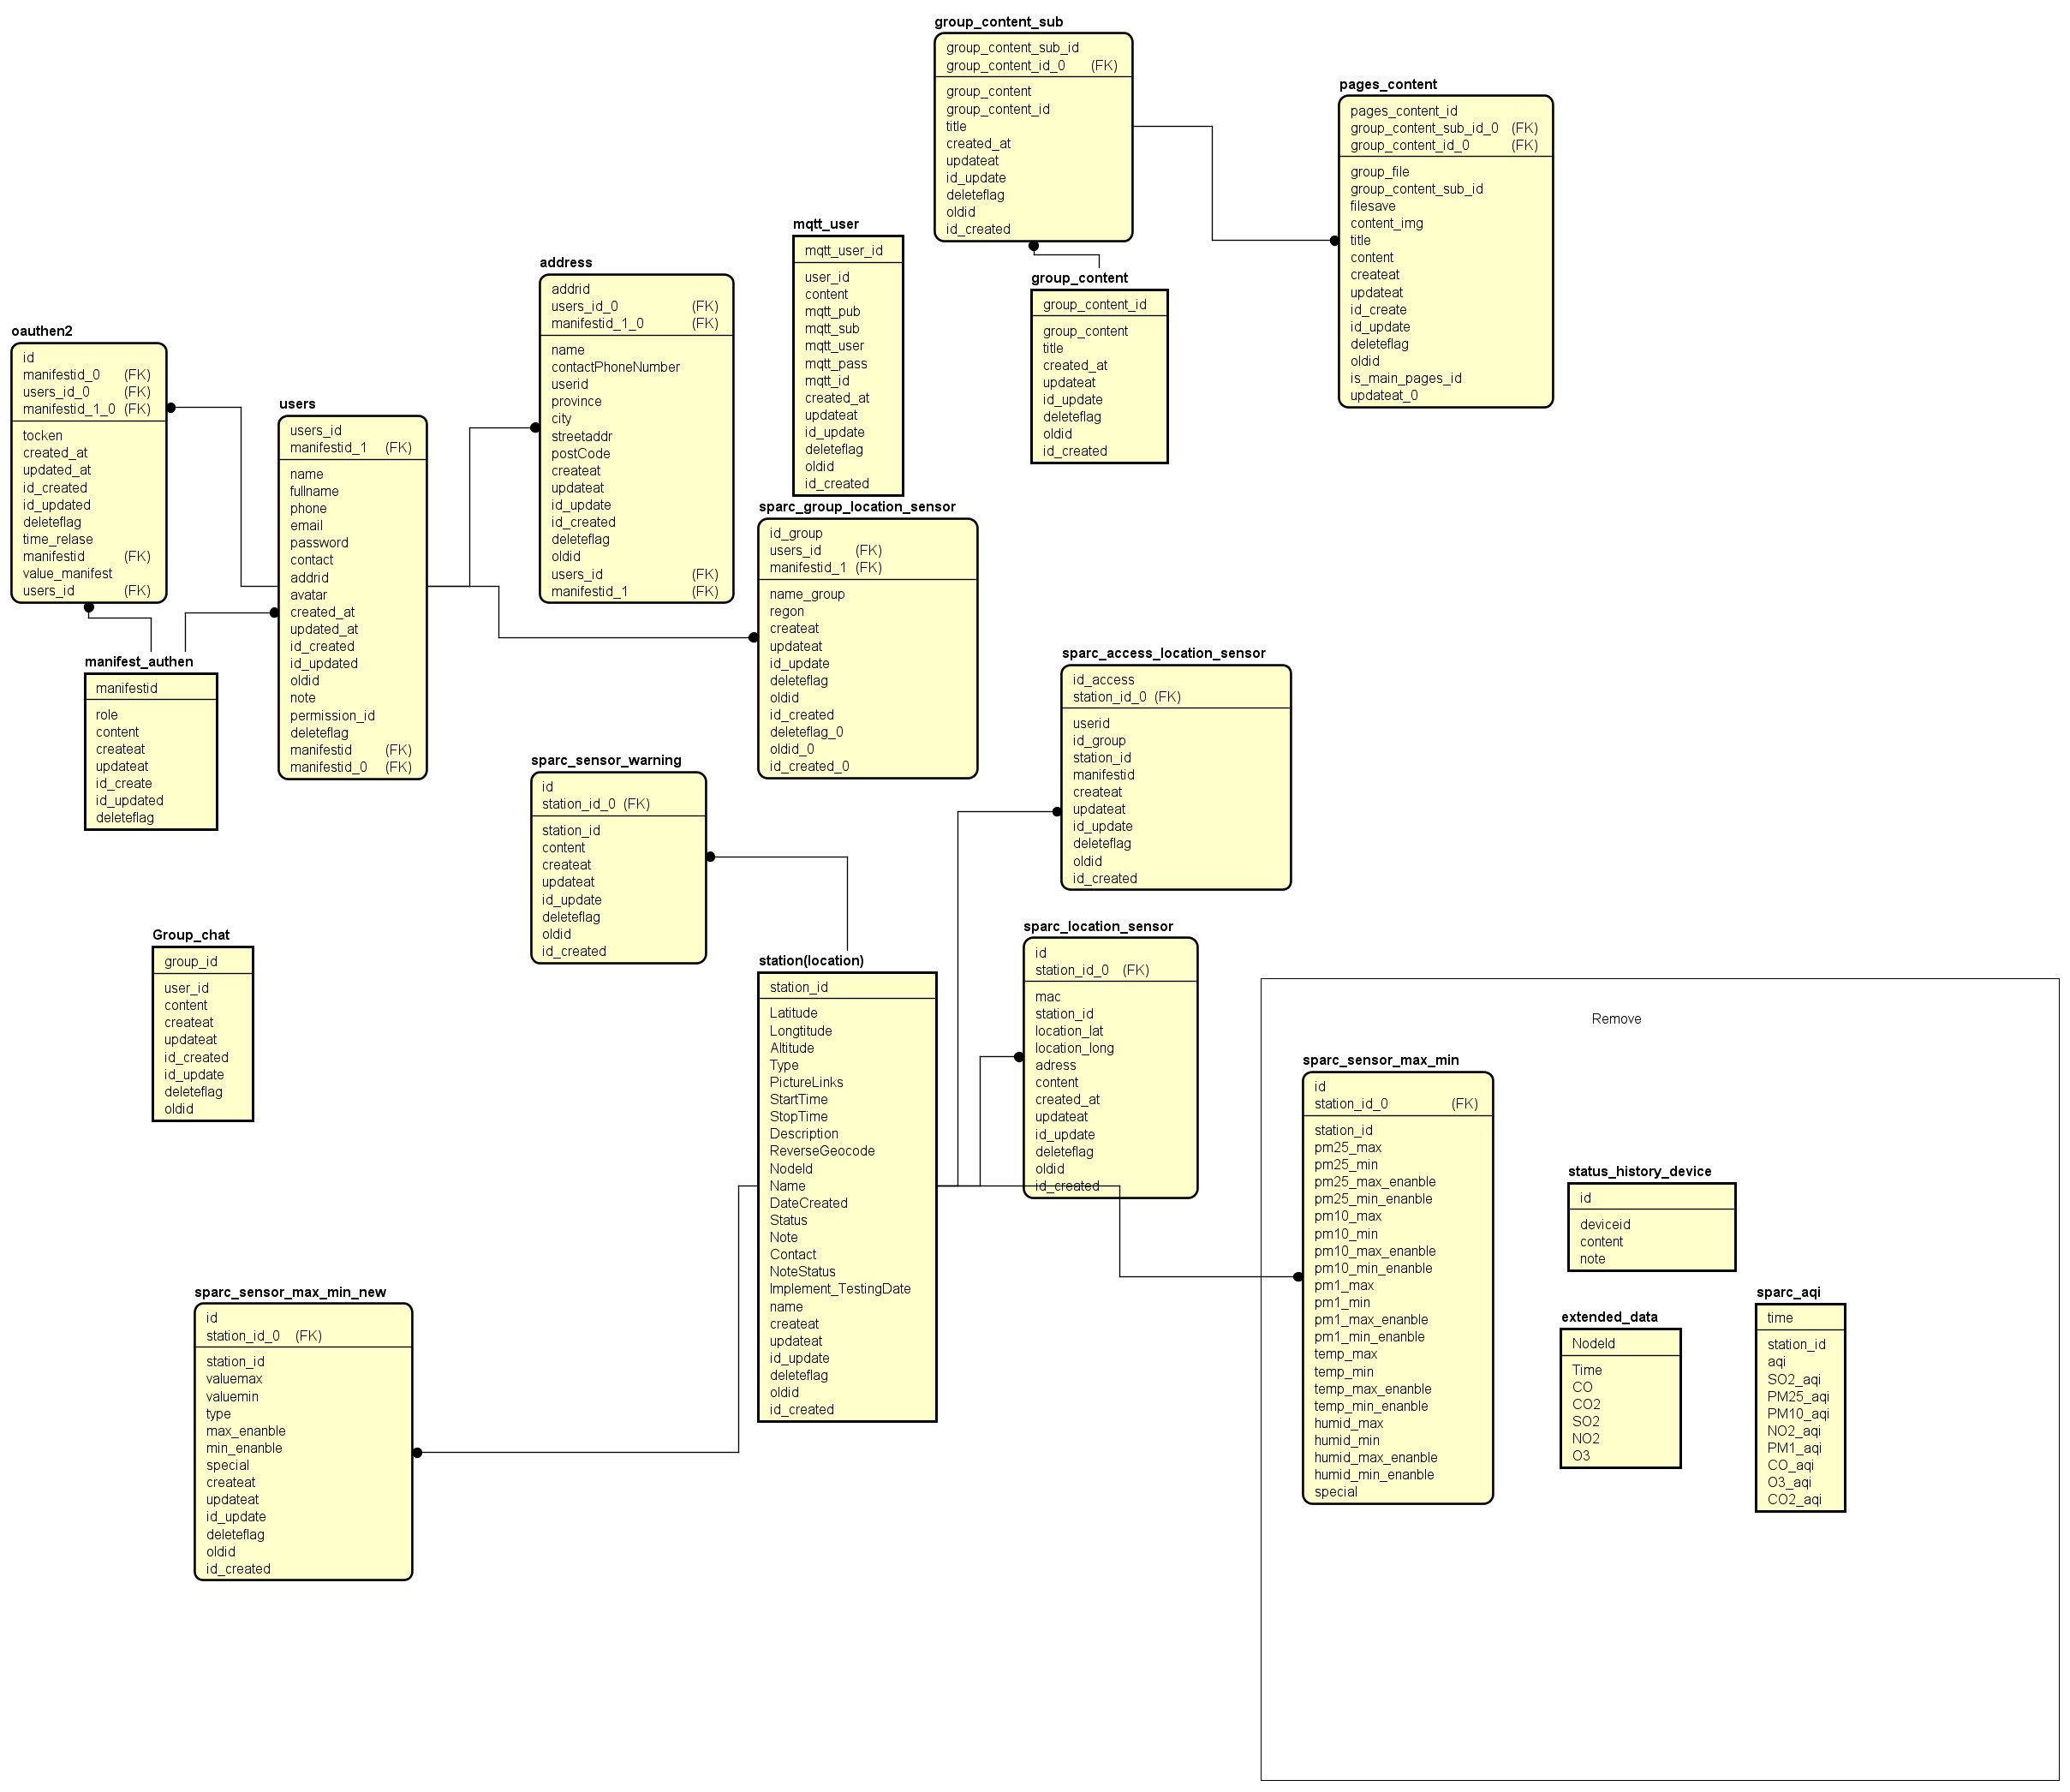 group_content_sub
group_content_sub_id
group_content_id_0 (FK)
group_content
group_content_id
title
created_at
updateat
id_update
deleteflag
oldid
id_created
pages_content
pages_content_id
group_content_sub_id_0 (FK)
group_content_id_0 (FK)
group_file
group_content_sub_id
filesave
content_img
title
content
createat
updateat
id_create
id_update
deleteflag
oldid
is_main_pages_id
updateat_0
mqtt_user
mqtt_user_id
user_id
content
mqtt_pub
mqtt_sub
mqtt_user
mqtt_pass
mqtt_id
created_at
updateat
id_update
deleteflag
oldid
id_created
group_content
group_content_id
group_content
title
created_at
updateat
id_update
deleteflag
oldid
id_created
address
addrid
users_id_0 (FK)
manifestid_1_0 (FK)
name
contactPhoneNumber
userid
province
city
streetaddr
postCode
createat
updateat
id_update
id_created
deleteflag
oldid
users_id (FK)
manifestid_1 (FK)
oauthen2
id
manifestid_0 (FK)
users_id_0 (FK)
manifestid_1_0 (FK)
tocken
created_at
updated_at
id_created
id_updated
deleteflag
time_relase
manifestid (FK)
value_manifest
users_id (FK)
users
users_id
manifestid_1 (FK)
name
fullname
phone
email
password
contact
addrid
avatar
created_at
updated_at
id_created
id_updated
oldid
note
permission_id
deleteflag
manifestid (FK)
manifestid_0 (FK)
manifest_authen
manifestid
role
content
createat
updateat
id_create
id_updated
deleteflag
sparc_group_location_sensor
id_group
users_id (FK)
manifestid_1 (FK)
name_group
regon
createat
updateat
id_update
deleteflag
oldid
id_created
deleteflag_0
oldid_0
id_created_0
sparc_access_location_sensor
id_access
station_id_0 (FK)
userid
id_group
station_id
manifestid
createat
updateat
id_update
deleteflag
oldid
id_created
sparc_sensor_warning
id
station_id_0 (FK)
station_id
content
createat
updateat
id_update
deleteflag
oldid
id_created
Group_chat
group_id
user_id
content
createat
updateat
id_created
id_update
deleteflag
oldid
station(location)
station_id
Latitude
Longtitude
Altitude
Type
PictureLinks
StartTime
StopTime
Description
ReverseGeocode
NodeId
Name
DateCreated
Status
Note
Contact
NoteStatus
Implement_TestingDate
name
createat
updateat
id_update
deleteflag
oldid
id_created
sparc_location_sensor
id
station_id_0 (FK)
mac
station_id
location_lat
location_long
adress
content
created_at
updateat
id_update
deleteflag
oldid
id_created
Remove
sparc_sensor_max_min
id
station_id_0 (FK)
station_id
pm25_max
pm25_min
pm25_max_enanble
pm25_min_enanble
pm10_max
pm10_min
pm10_max_enanble
pm10_min_enanble
pm1_max
pm1_min
pm1_max_enanble
pm1_min_enanble
temp_max
temp_min
temp_max_enanble
temp_min_enanble
humid_max
humid_min
humid_max_enanble
humid_min_enanble
special
status_history_device
id
deviceid
content
note
extended_data
NodeId
Time
CO
CO2
SO2
NO2
O3
sparc_aqi
time
station_id
aqi
SO2_aqi
PM25_aqi
PM10_aqi
NO2_aqi
PM1_aqi
CO_aqi
O3_aqi
CO2_aqi
sparc_sensor_max_min_new
id
station_id_0 (FK)
station_id
valuemax
valuemin
type
max_enanble
min_enanble
special
createat
updateat
id_update
deleteflag
oldid
id_created